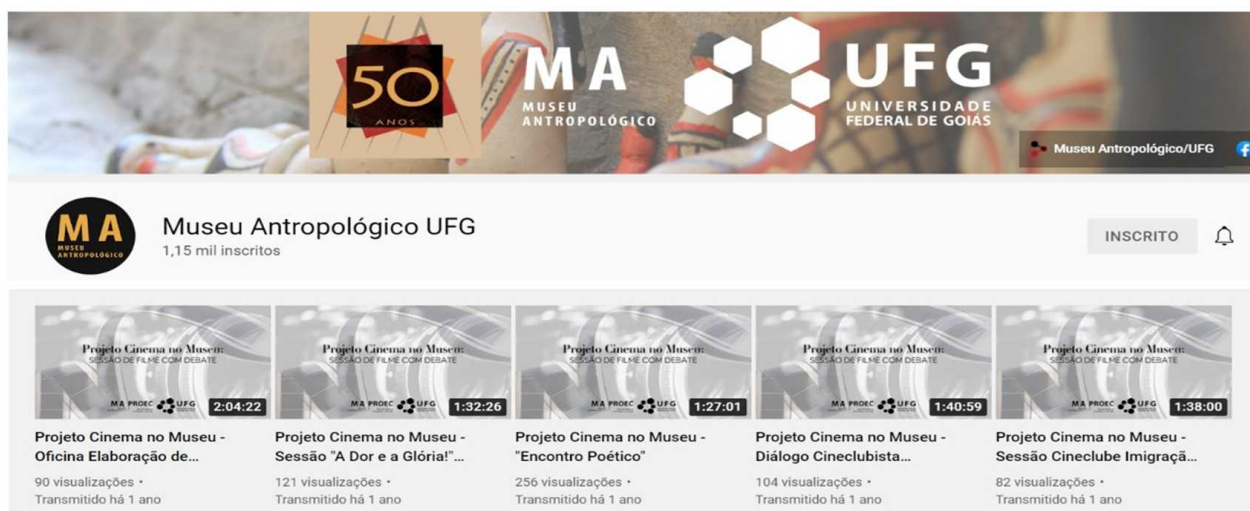 50
ANOS
MA
MUSEU
ANTROPOLÓGICO
UFG
UNIVERSIDADE
FEDERAL DE GOIÁS
Museu Antropológico/UFG
MA
MUSEU
ANTROPOLÓGICO
Museu Antropológico UFG
1,15 mil inscritos
INSCRITO
Projeto Cinema no Museu:
SESSÃO DE FILME COM DEBATE
MA PROEC UFG
2:04:22
Projeto Cinema no Museu -
Oficina Elaboração de...
90 visualizações •
Transmitido há 1 ano
Projeto Cinema no Museu:
SESSÃO DE FILME COM DEBATE
MA PROEC UFG
1:32:26
Projeto Cinema no Museu -
Sessão "A Dor e a Glória!"...
121 visualizações •
Transmitido há 1 ano
Projeto Cinema no Museu:
SESSÃO DE FILME COM DEBATE
MA PROEC UFG
1:27:01
Projeto Cinema no Museu -
"Encontro Poético"
256 visualizações •
Transmitido há 1 ano
Projeto Cinema no Museu:
SESSÃO DE FILME COM DEBATE
MA PROEC UFG
1:40:59
Projeto Cinema no Museu -
Diálogo Cineclubista...
104 visualizações •
Transmitido há 1 ano
Projeto Cinema no Museu:
SESSÃO DE FILME COM DEBATE
MA PROEC UFG
1:38:00
Projeto Cinema no Museu -
Sessão Cineclube Imigraçã...
82 visualizações •
Transmitido há 1 ano